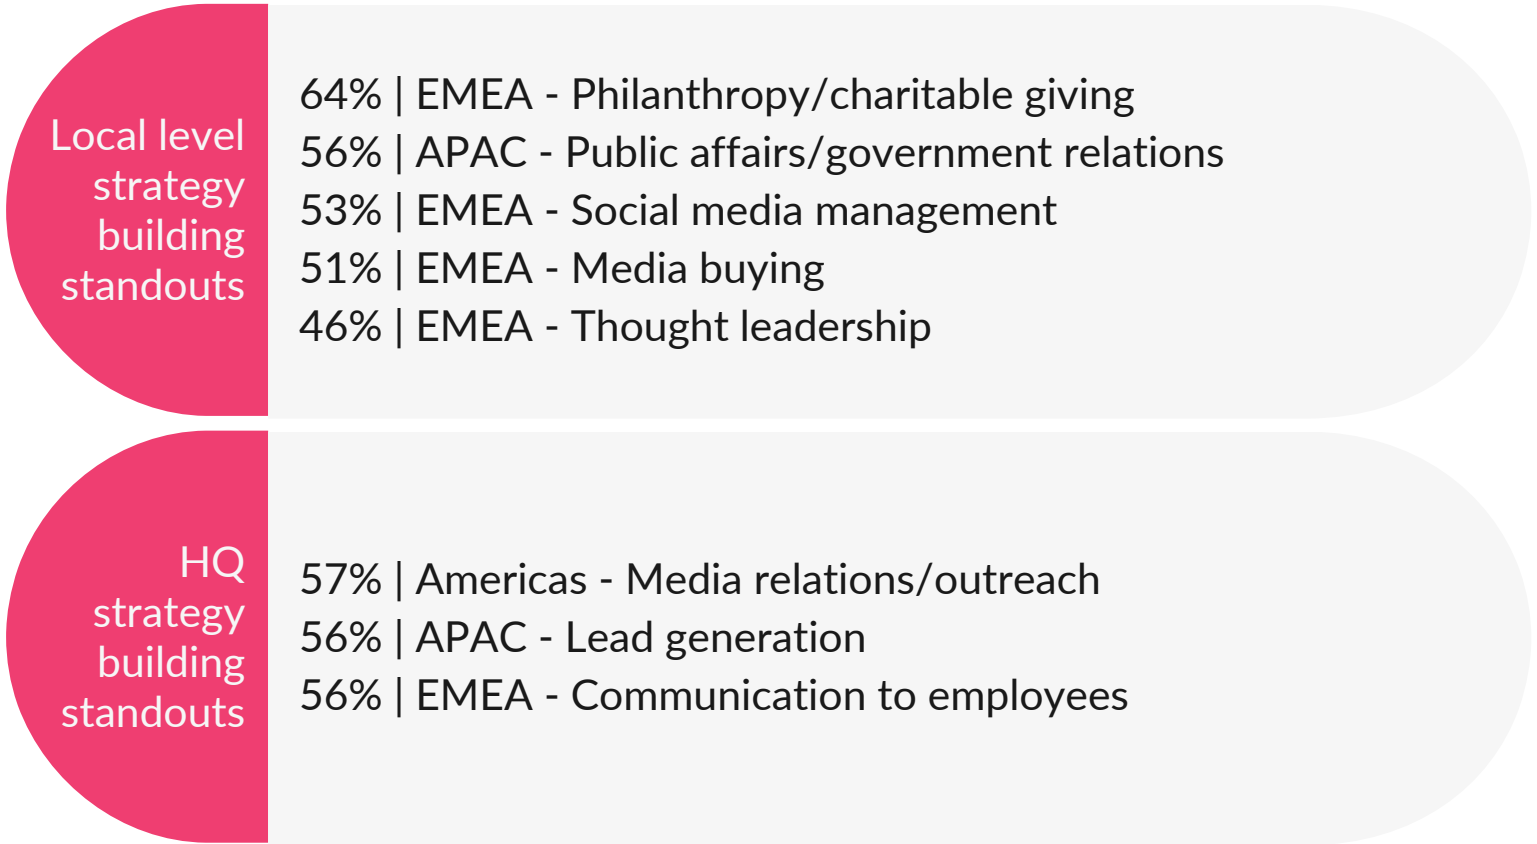 Local level
strategy
building
standouts
64% | EMEA - Philanthropy/charitable giving
56% | APAC - Public affairs/government relations
53% | EMEA - Social media management
51% | EMEA - Media buying
46% | EMEA - Thought leadership
HQ
strategy
building
standouts
57% | Americas - Media relations/outreach
56% | APAC - Lead generation
56% | EMEA - Communication to employees